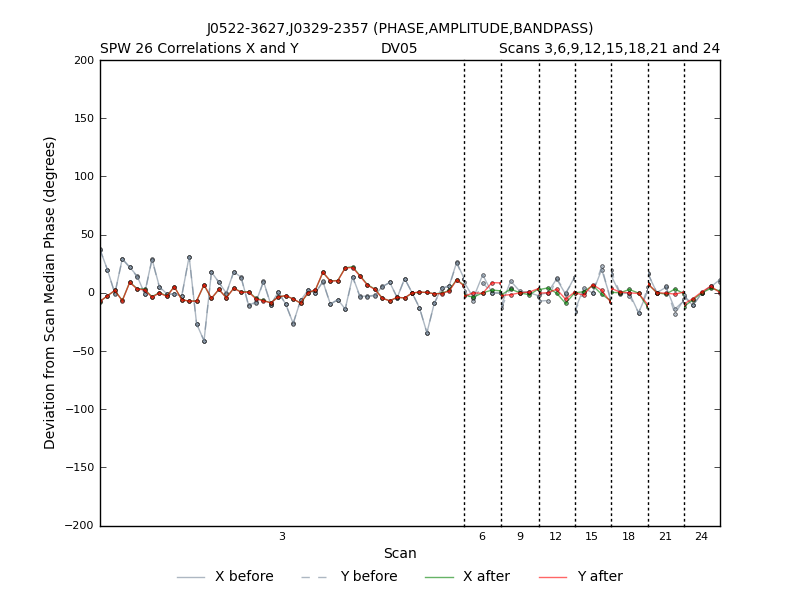 J0522-3627,J0329-2357 (PHASE,AMPLITUDE,BANDPASS)
SPW 26 Correlations X and Y DV05 Scans 3,6,9,12,15,18,21 and 24
200
150
100
50
0
−50
−100
−150
−200
Deviation from Scan Median Phase (degrees)
3 6 9 12 15 18 21 24
Scan
X before Y before X after Y after